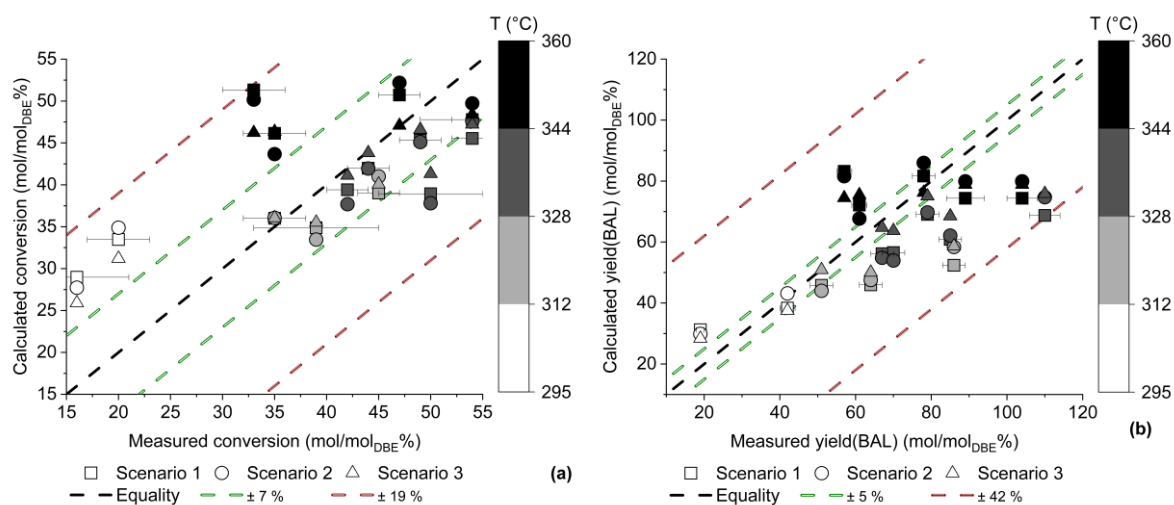 T (°C)
360
344
328
312
295
55
50
45
40
35
30
25
20
15
Calculated conversion (mol/mol_DBE%)
15 20 25 30 35 40 45 50 55
Measured conversion (mol/mol_DBE%)
Scenario 1 Scenario 2 Scenario 3 (a)
Equality ± 7 % ± 19 %
T (°C)
360
344
328
312
295
120
100
80
60
40
20
Calculated yield(BAL) (mol/mol_DBE%)
20 40 60 80 100 120
Measured yield(BAL) (mol/mol_DBE%) (b)
Scenario 1 Scenario 2 Scenario 3
Equality ± 5 % ± 42 %